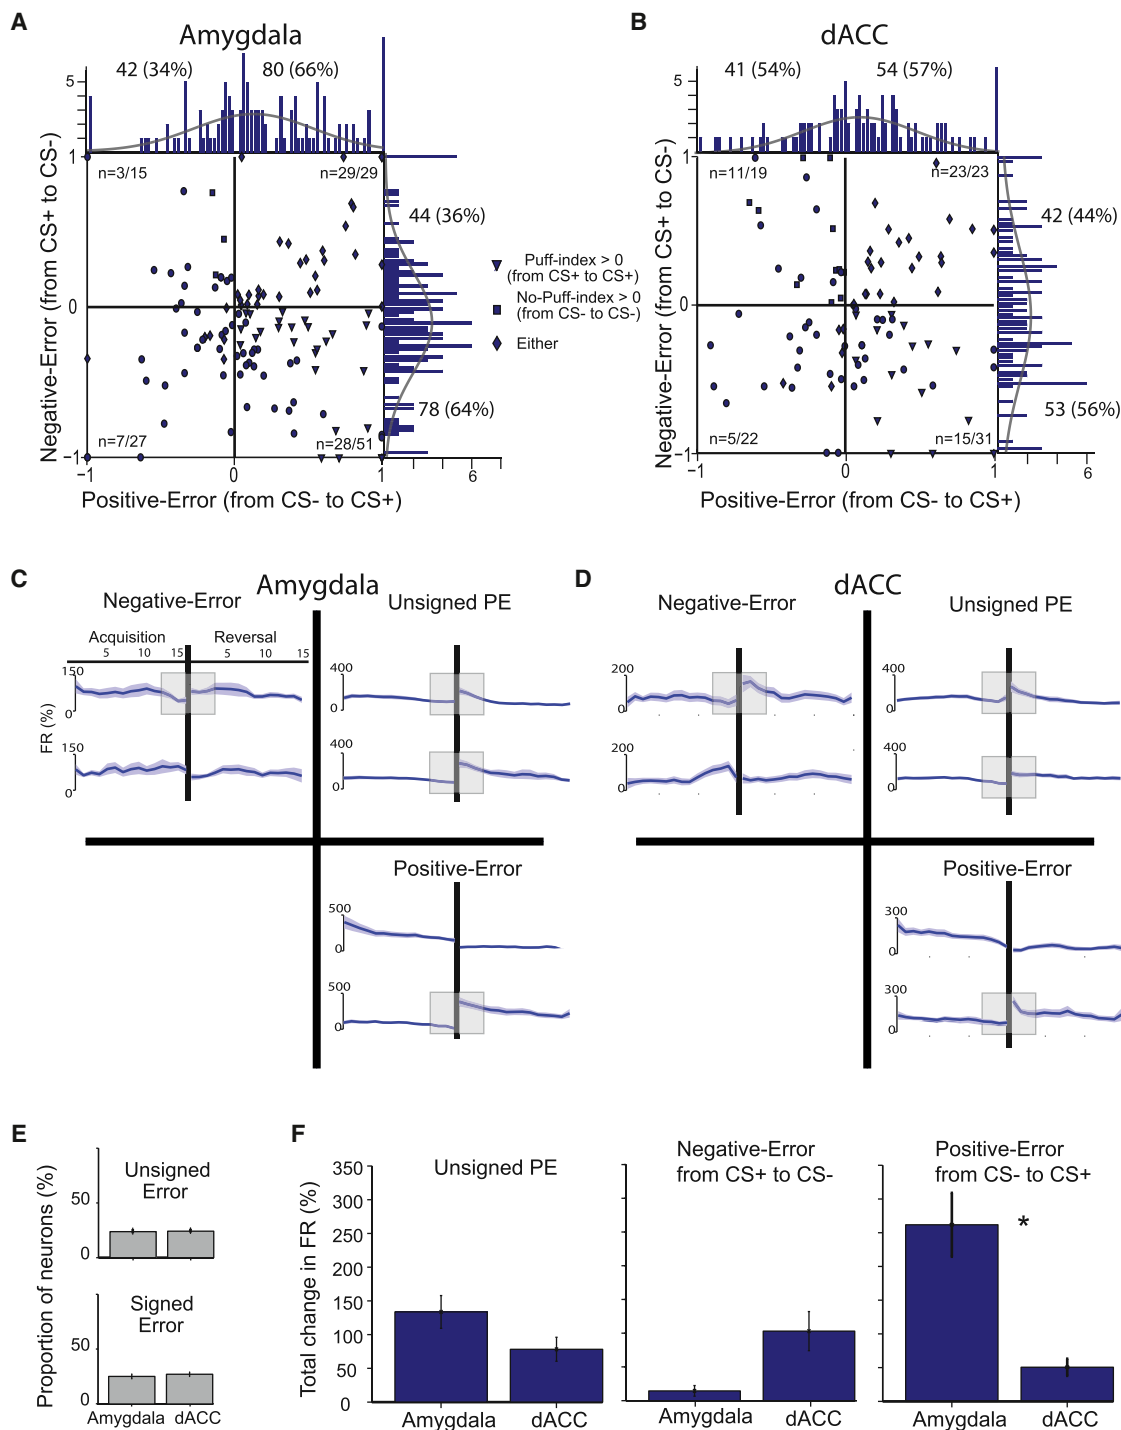 A
Amygdala
42 (34%)
80 (66%)
5
1
n=3/15
n=29/29
44 (36%)
0
78 (64%)
n=7/27
n=28/51
−1
−1
0
1
6
Negative-Error (from CS+ to CS-)
Positive-Error (from CS- to CS+)
Puff-index > 0
(from CS+ to CS+)
No-Puff-index > 0
(from CS- to CS-)
Either
B
dACC
41 (54%)
54 (57%)
5
1
n=11/19
n=23/23
42 (44%)
0
53 (56%)
n=5/22
n=15/31
−1
−1
0
1
6
Negative-Error (from CS+ to CS-)
Positive-Error (from CS- to CS+)
C
Amygdala
Negative-Error
Unsigned PE
Acquisition
Reversal
5
10
15
5
10
15
150
0
FR (%)
150
0
400
0
400
0
Positive-Error
500
0
500
0
D
dACC
Negative-Error
Unsigned PE
200
0
200
0
400
0
400
0
Positive-Error
300
0
300
0
E
Proportion of neurons (%)
Unsigned
Error
50
0
Signed
Error
50
0
Amygdala
dACC
F
Total change in FR (%)
350
300
250
200
150
100
50
0
Unsigned PE
Amygdala
dACC
Negative-Error
from CS+ to CS-
Amygdala
dACC
Positive-Error
from CS- to CS+
*
Amygdala
dACC